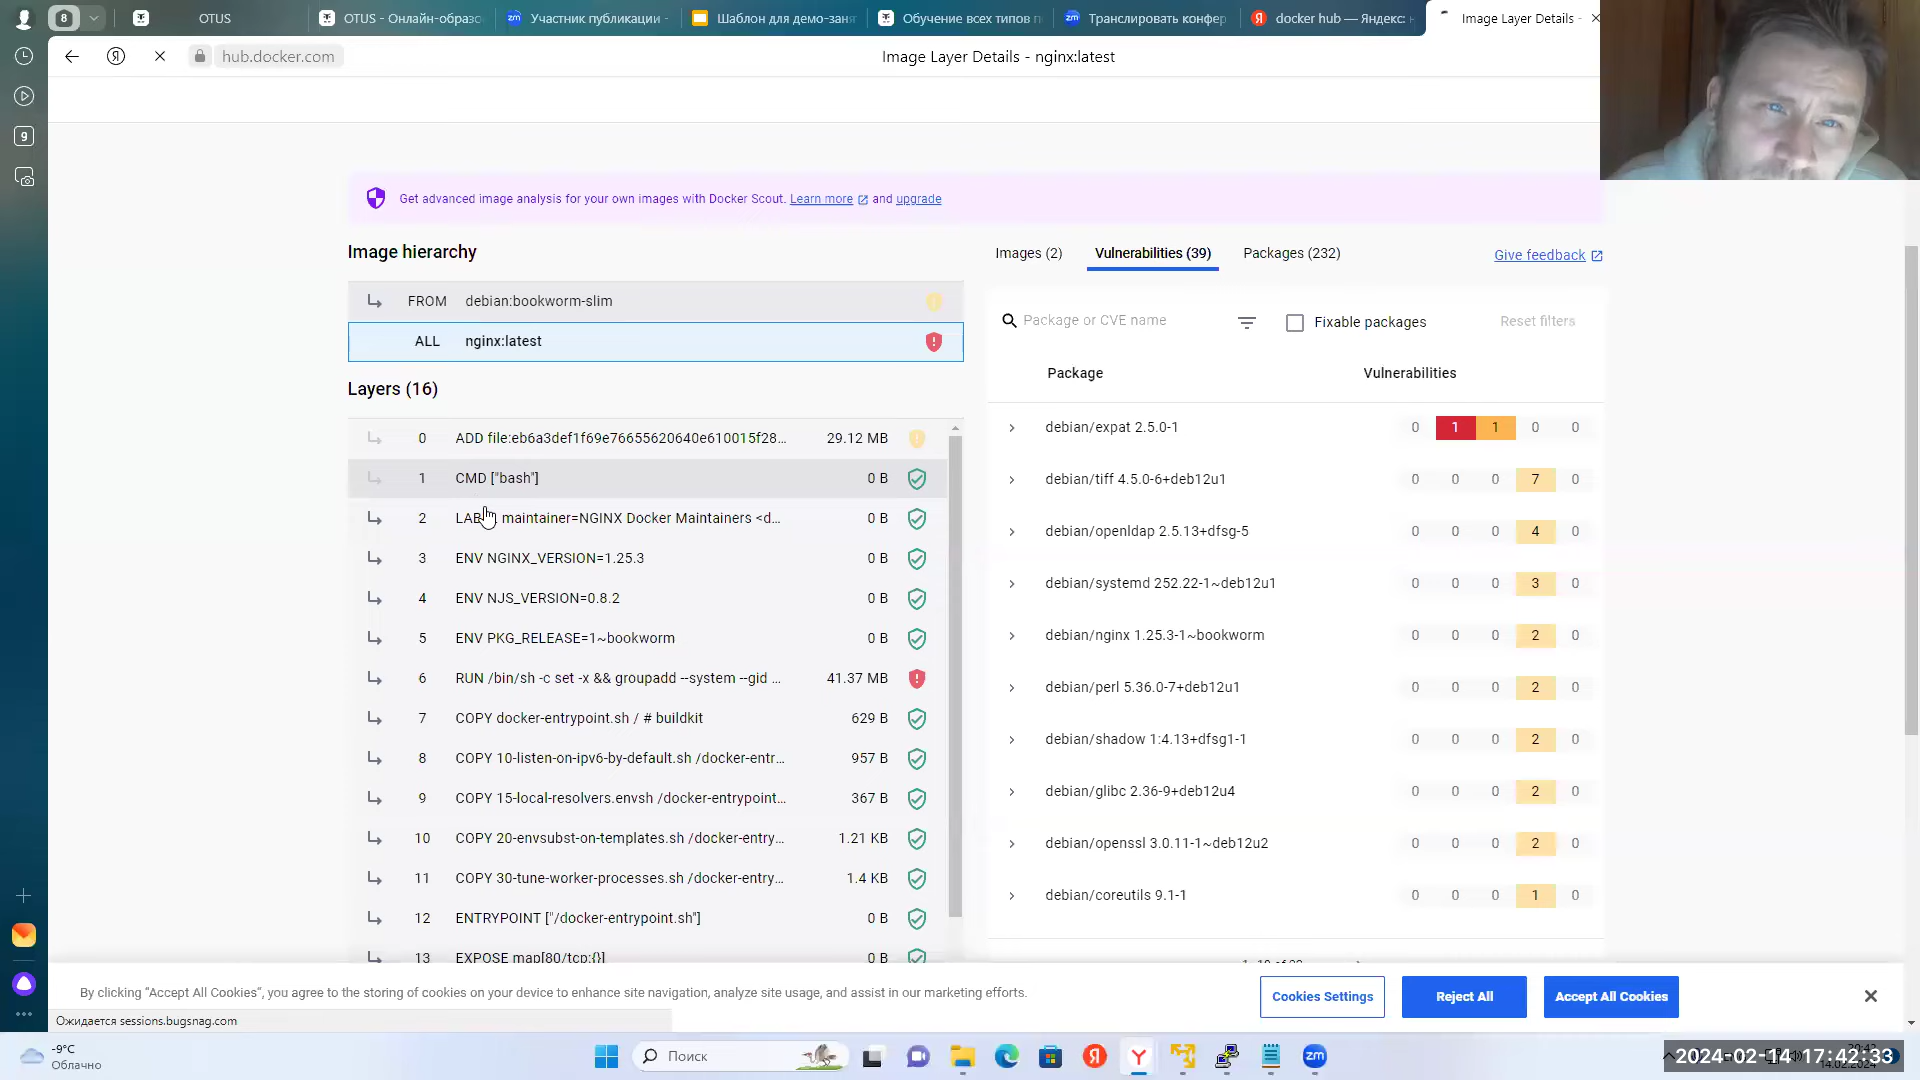 8
OTUS
OTUS - Онлайн-образо
Участник публикации -
Шаблон для демо-заня
Обучение всех типов п
Транслировать конфер
docker hub — Яндекс:
Image Layer Details -
hub.docker.com
Image Layer Details - nginx:latest
9
Get advanced image analysis for your own images with Docker Scout. Learn more and upgrade
Image hierarchy
FROM debian:bookworm-slim
ALL nginx:latest
Layers (16)
0 ADD file:eb6a3def1f69e76655620640e610015f28... 29.12 MB
1 CMD ["bash"] 0 B
2 LAB maintainer=NGINX Docker Maintainers <d... 0 B
3 ENV NGINX_VERSION=1.25.3 0 B
4 ENV NJS_VERSION=0.8.2 0 B
5 ENV PKG_RELEASE=1~bookworm 0 B
6 RUN /bin/sh -c set -x && groupadd --system --gid ... 41.37 MB
7 COPY docker-entrypoint.sh / # buildkit 629 B
8 COPY 10-listen-on-ipv6-by-default.sh /docker-entr... 957 B
9 COPY 15-local-resolvers.envsh /docker-entrypoint... 367 B
10 COPY 20-envsubst-on-templates.sh /docker-entry... 1.21 KB
11 COPY 30-tune-worker-processes.sh /docker-entry... 1.4 KB
12 ENTRYPOINT ["/docker-entrypoint.sh"] 0 B
13 EXPOSE map[80/tcp:{}] 0 B
Images (2)
Vulnerabilities (39)
Packages (232)
Give feedback
Package or CVE name
Fixable packages
Reset filters
Package Vulnerabilities
debian/expat 2.5.0-1 0 1 1 0 0
debian/tiff 4.5.0-6+deb12u1 0 0 0 7 0
debian/openldap 2.5.13+dfsg-5 0 0 0 4 0
debian/systemd 252.22-1~deb12u1 0 0 0 3 0
debian/nginx 1.25.3-1~bookworm 0 0 0 2 0
debian/perl 5.36.0-7+deb12u1 0 0 0 2 0
debian/shadow 1:4.13+dfsg1-1 0 0 0 2 0
debian/glibc 2.36-9+deb12u4 0 0 0 2 0
debian/openssl 3.0.11-1~deb12u2 0 0 0 2 0
debian/coreutils 9.1-1 0 0 0 1 0
By clicking “Accept All Cookies”, you agree to the storing of cookies on your device to enhance site navigation, analyze site usage, and assist in our marketing efforts.
Cookies Settings
Reject All
Accept All Cookies
Ожидается sessions.bugsnag.com
-9°C
Облачно
Поиск
2024-02-14 17:42:33